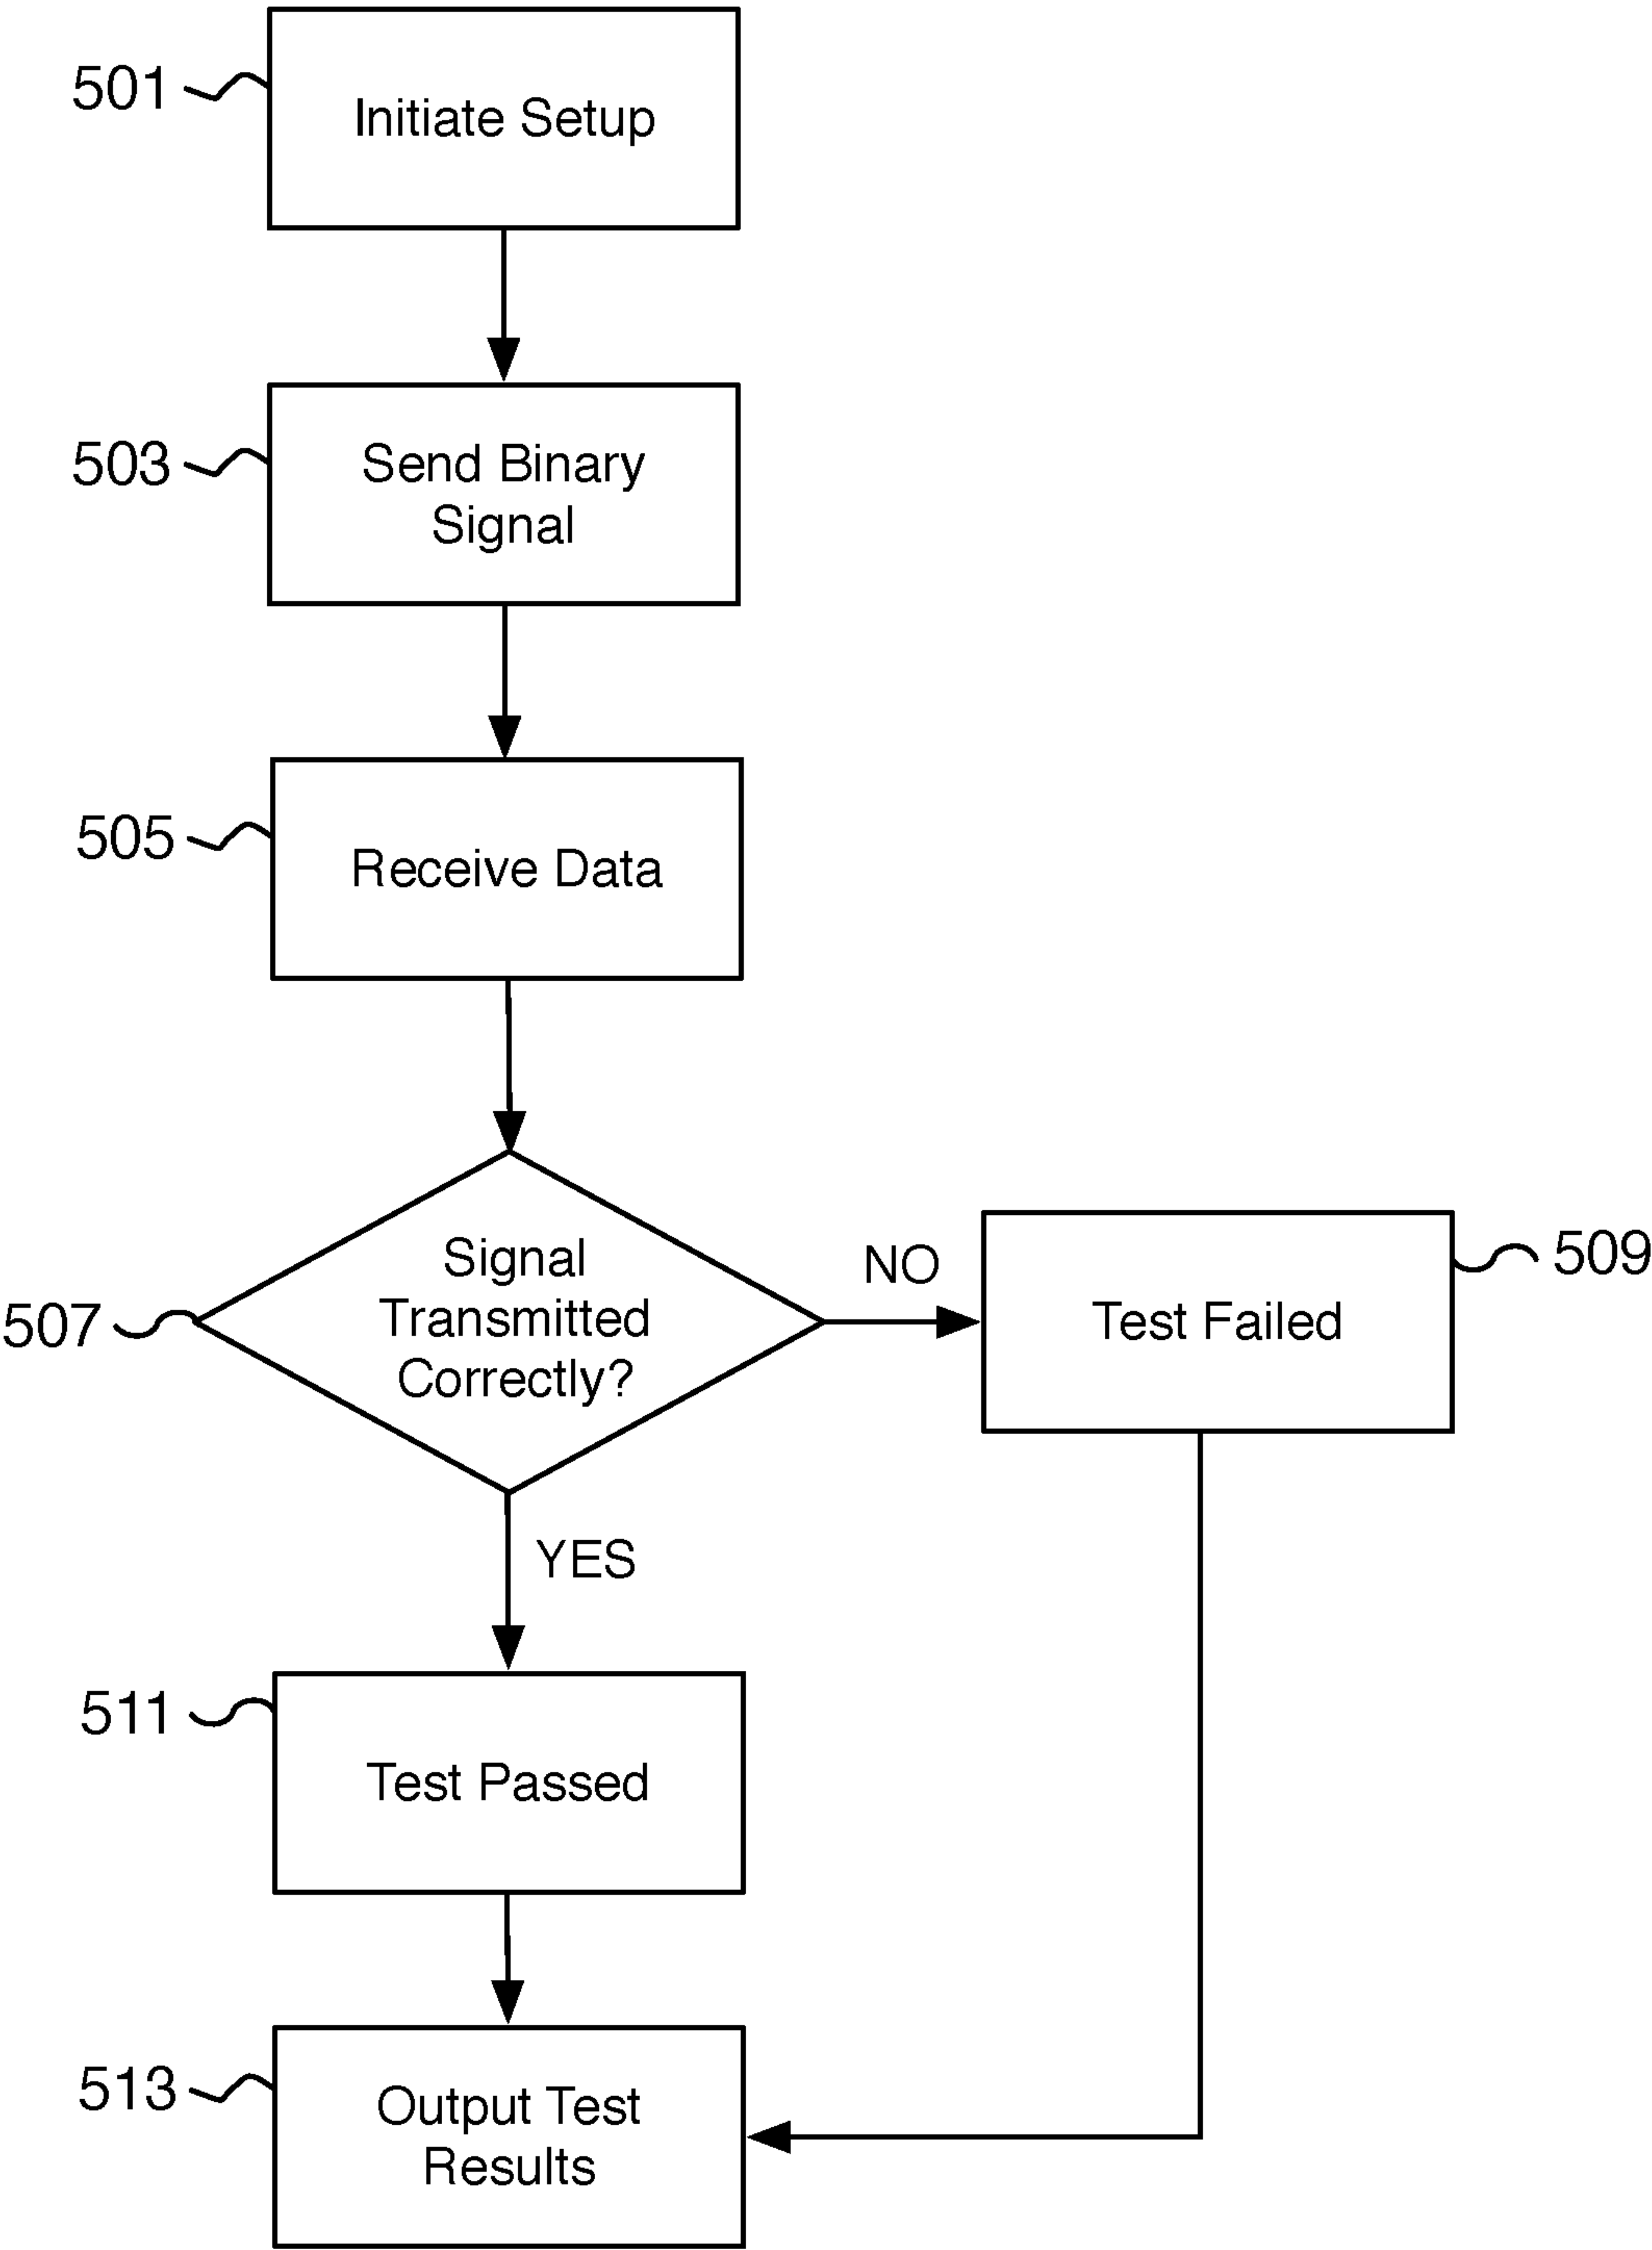 501
Initiate Setup
503
Send Binary
Signal
505
Receive Data
507
Signal
Transmitted
Correctly?
NO
Test Failed
509
YES
511
Test Passed
513
Output Test
Results